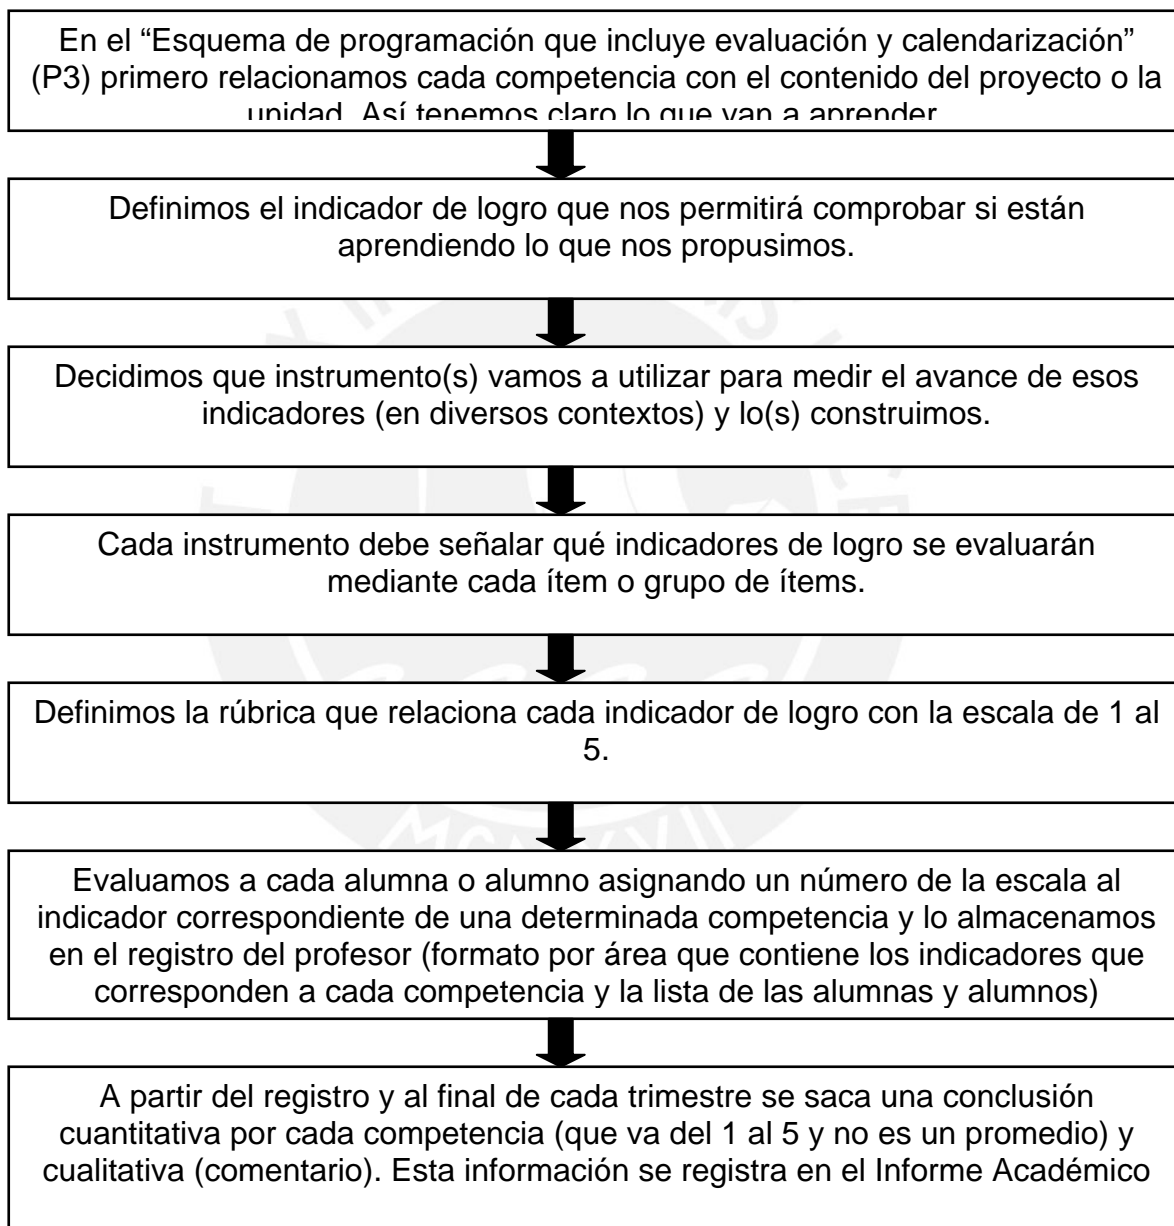 En el “Esquema de programación que incluye evaluación y calendarización”
(P3) primero relacionamos cada competencia con el contenido del proyecto o la
unidad. Así tenemos claro lo que van a aprender
Definimos el indicador de logro que nos permitirá comprobar si están
aprendiendo lo que nos propusimos.
Decidimos que instrumento(s) vamos a utilizar para medir el avance de esos
indicadores (en diversos contextos) y lo(s) construimos.
Cada instrumento debe señalar qué indicadores de logro se evaluarán
mediante cada ítem o grupo de ítems.
Definimos la rúbrica que relaciona cada indicador de logro con la escala de 1 al
5.
Evaluamos a cada alumna o alumno asignando un número de la escala al
indicador correspondiente de una determinada competencia y lo almacenamos
en el registro del profesor (formato por área que contiene los indicadores que
corresponden a cada competencia y la lista de las alumnas y alumnos)
A partir del registro y al final de cada trimestre se saca una conclusión
cuantitativa por cada competencia (que va del 1 al 5 y no es un promedio) y
cualitativa (comentario). Esta información se registra en el Informe Académico